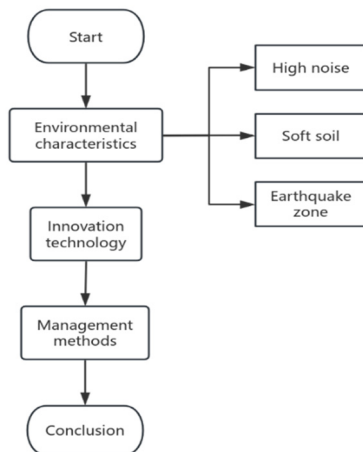 Start
Environmental
characteristics
Innovation
technology
Management
methods
Conclusion
High noise
Soft soil
Earthquake
zone